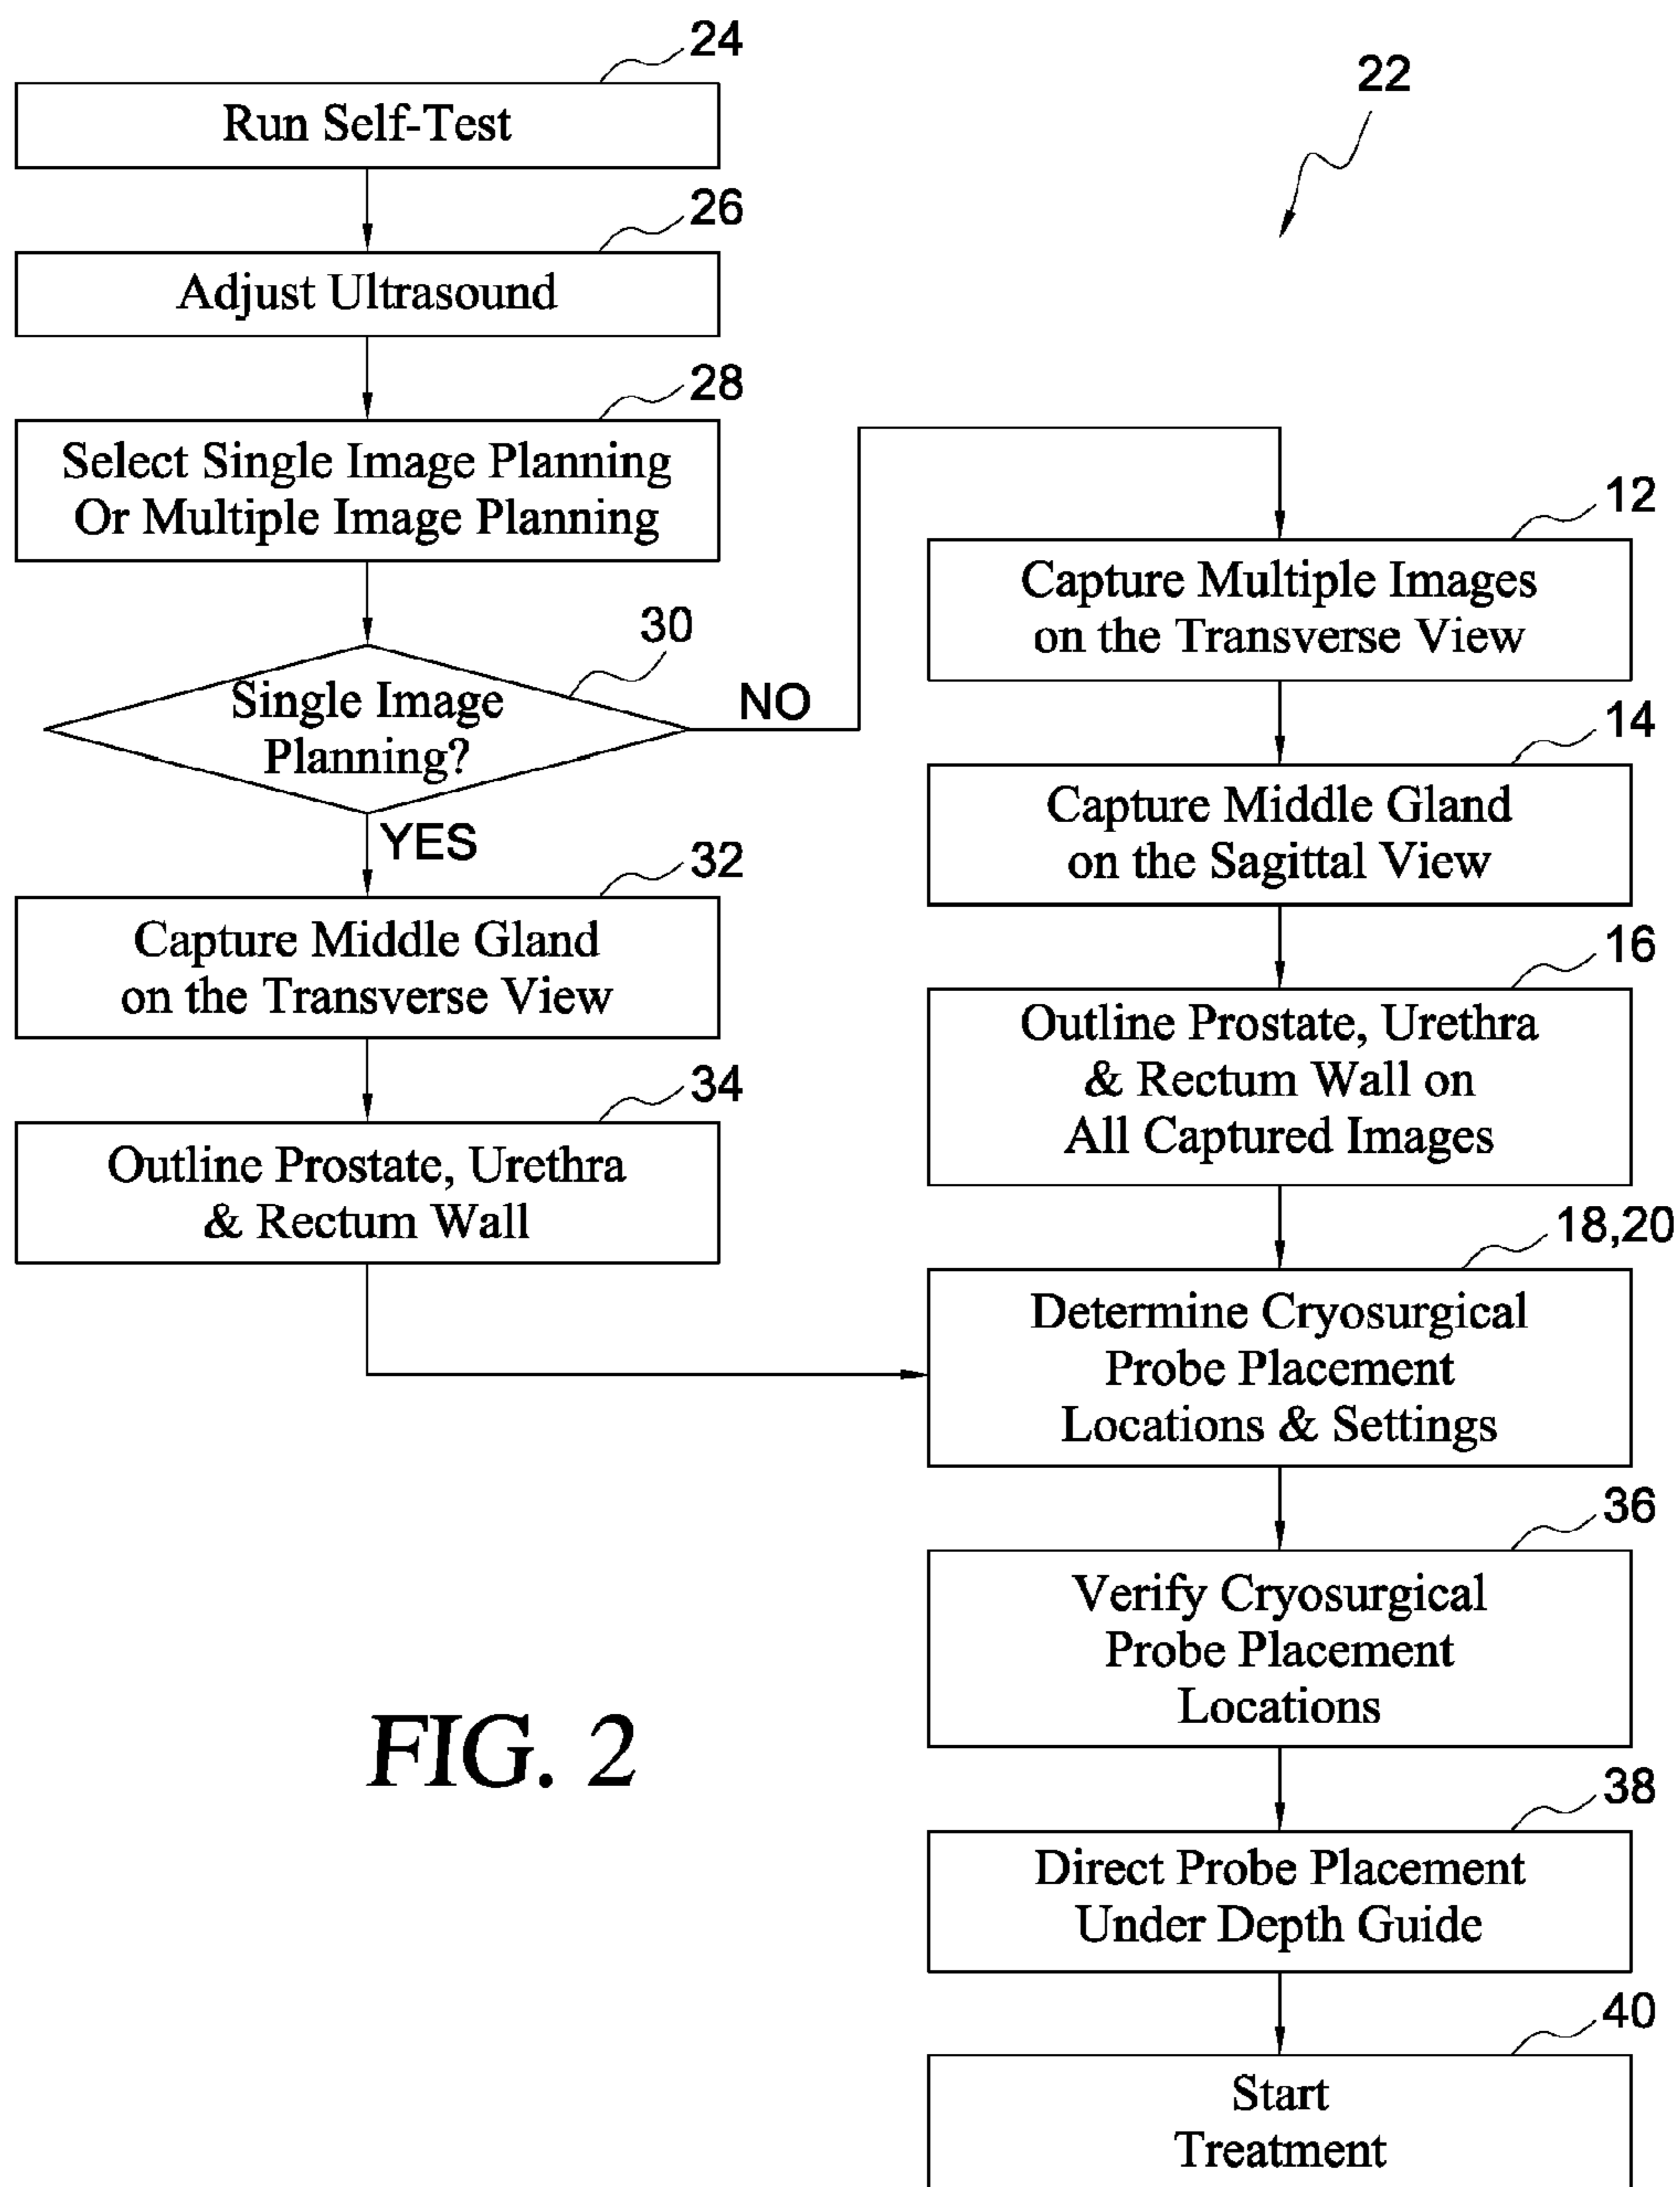 24
Run Self-Test
22
26
Adjust Ultrasound
28
Select Single Image Planning
Or Multiple Image Planning
30
Single Image
Planning?
NO
YES
32
Capture Middle Gland
on the Transverse View
34
Outline Prostate, Urethra
& Rectum Wall
12
Capture Multiple Images
on the Transverse View
14
Capture Middle Gland
on the Sagittal View
16
Outline Prostate, Urethra
& Rectum Wall on
All Captured Images
18,20
Determine Cryosurgical
Probe Placement
Locations & Settings
36
Verify Cryosurgical
Probe Placement
Locations
38
Direct Probe Placement
Under Depth Guide
40
Start
Treatment
FIG. 2